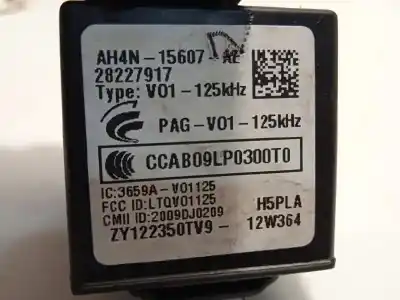 AH4N-15607-AE
28227917
Type: V01-125kHz
PAG-V01-125kHz
CCAB09LP0300T0
IC:3659A-V01125
FCC ID:LTQV01125
CMII ID:2009DJ0209
H5PLA
ZY122350TV9- 12W364